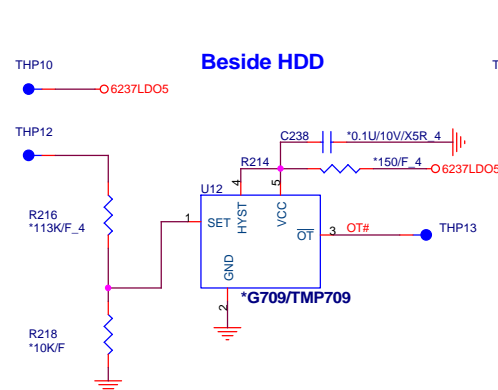 Beside HDD
THP10
T
6237LDO5
THP12
C238
*0.1U/10V/X5R_4
R214
*150/F_4
6237LDO5
U12
4
5
R216
*113K/F_4
1
SET
HYST
VCC
OT
3
OT#
THP13
GND
*G709/TMP709
2
R218
*10K/F